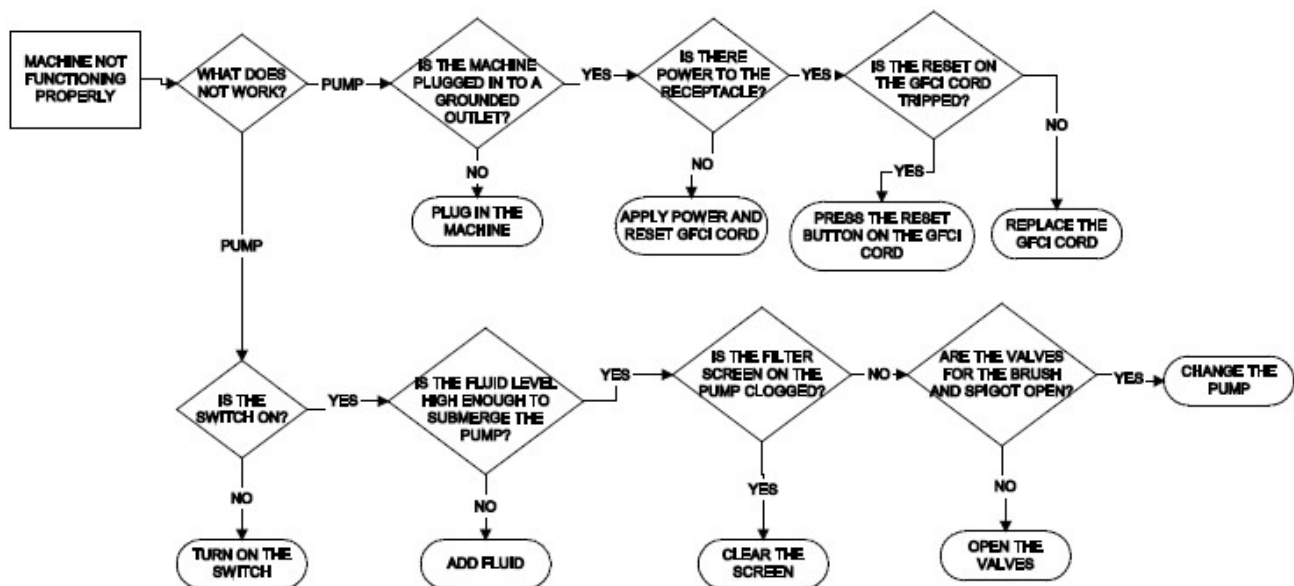 MACHINE NOT
FUNCTIONING
PROPERLY
WHAT DOES
NOT WORK?
PUMP
IS THE MACHINE
PLUGGED IN TO A
GROUNDED
OUTLET?
YES
IS THERE
POWER TO THE
RECEPTACLE?
YES
IS THE RESET ON
THE GFCI CORD
TRIPPED?
NO
NO
YES
NO
PLUG IN THE
MACHINE
APPLY POWER AND
RESET GFCI CORD
PRESS THE RESET
BUTTON ON THE GFCI
CORD
REPLACE THE
GFCI CORD
PUMP
IS THE
SWITCH ON?
YES
IS THE FLUID LEVEL
HIGH ENOUGH TO
SUBMERGE THE
PUMP?
YES
IS THE FILTER
SCREEN ON THE
PUMP CLOGGED?
NO
ARE THE VALVES
FOR THE BRUSH
AND SPIGOT OPEN?
YES
CHANGE THE
PUMP
NO
NO
YES
NO
TURN ON THE
SWITCH
ADD FLUID
CLEAR THE
SCREEN
OPEN THE
VALVES